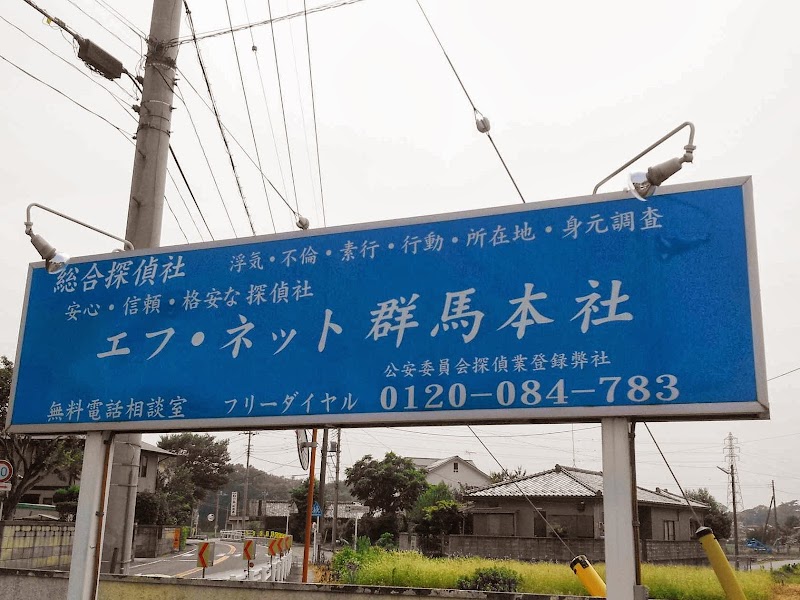 総合探偵社 浮気・不倫・素行・行動・所在地・身元調査
安心・信頼・格安な探偵社
エフ・ネット 群馬本社
公安委員会探偵業登録弊社
無料電話相談室 フリーダイヤル 0120-084-783